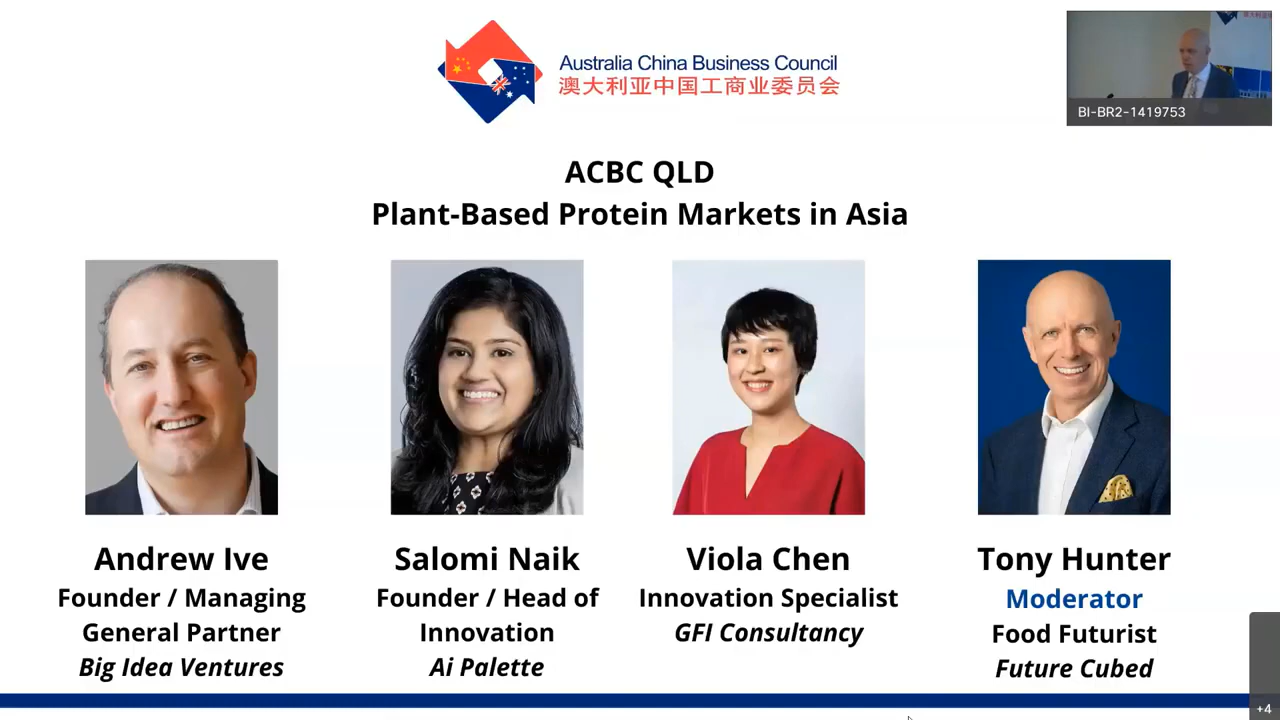 Australia China Business Council
澳大利亚中国工商业委员会
BI-BR2-1419753
ACBC QLD
Plant-Based Protein Markets in Asia
Andrew Ive
Founder / Managing
General Partner
Big Idea Ventures
Salomi Naik
Founder / Head of
Innovation
Ai Palette
Viola Chen
Innovation Specialist
GFI Consultancy
Tony Hunter
Moderator
Food Futurist
Future Cubed
+4